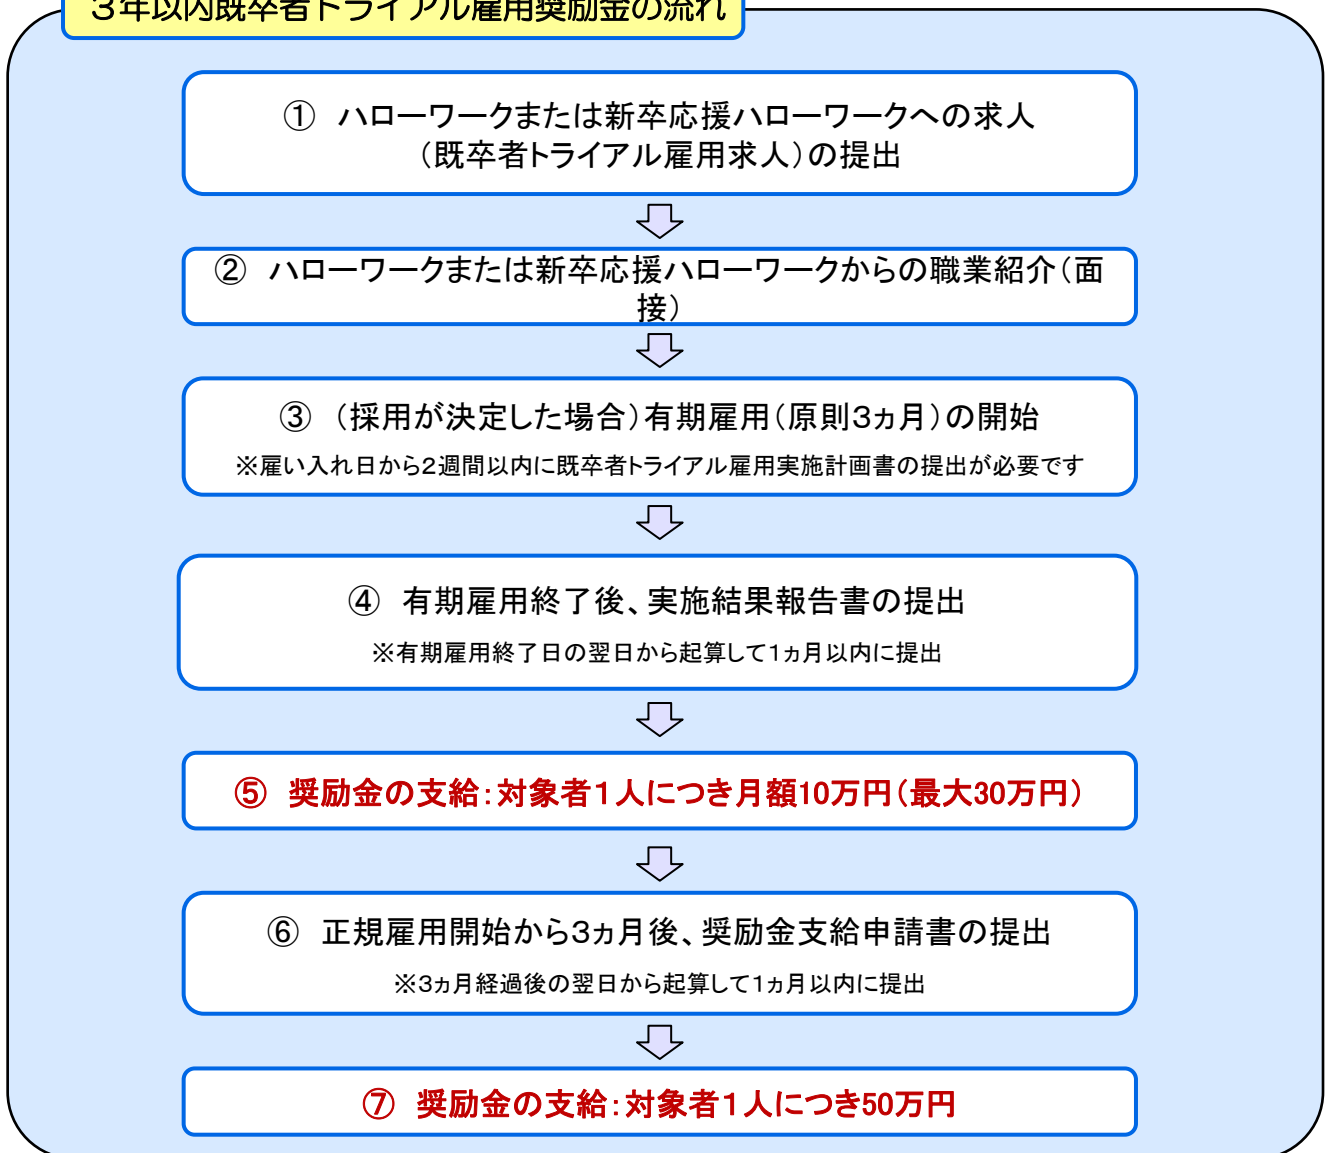 3年以内既卒者トライアル雇用奨励金の流れ
① ハローワークまたは新卒応援ハローワークへの求人
（既卒者トライアル雇用求人）の提出
② ハローワークまたは新卒応援ハローワークからの職業紹介（面
接）
③ （採用が決定した場合）有期雇用（原則3ヵ月）の開始
※雇い入れ日から2週間以内に既卒者トライアル雇用実施計画書の提出が必要です
④ 有期雇用終了後、実施結果報告書の提出
※有期雇用終了日の翌日から起算して1ヵ月以内に提出
⑤ 奨励金の支給：対象者1人につき月額10万円（最大30万円）
⑥ 正規雇用開始から3ヵ月後、奨励金支給申請書の提出
※3ヵ月経過後の翌日から起算して1ヵ月以内に提出
⑦ 奨励金の支給：対象者1人につき50万円